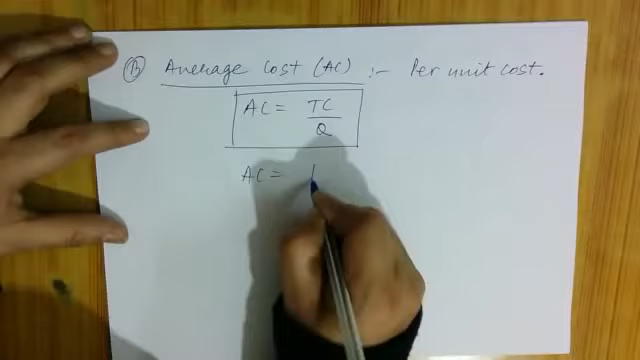 (B) Average Cost (AC) :- Per unit cost.
AC = TC
Q
AC =